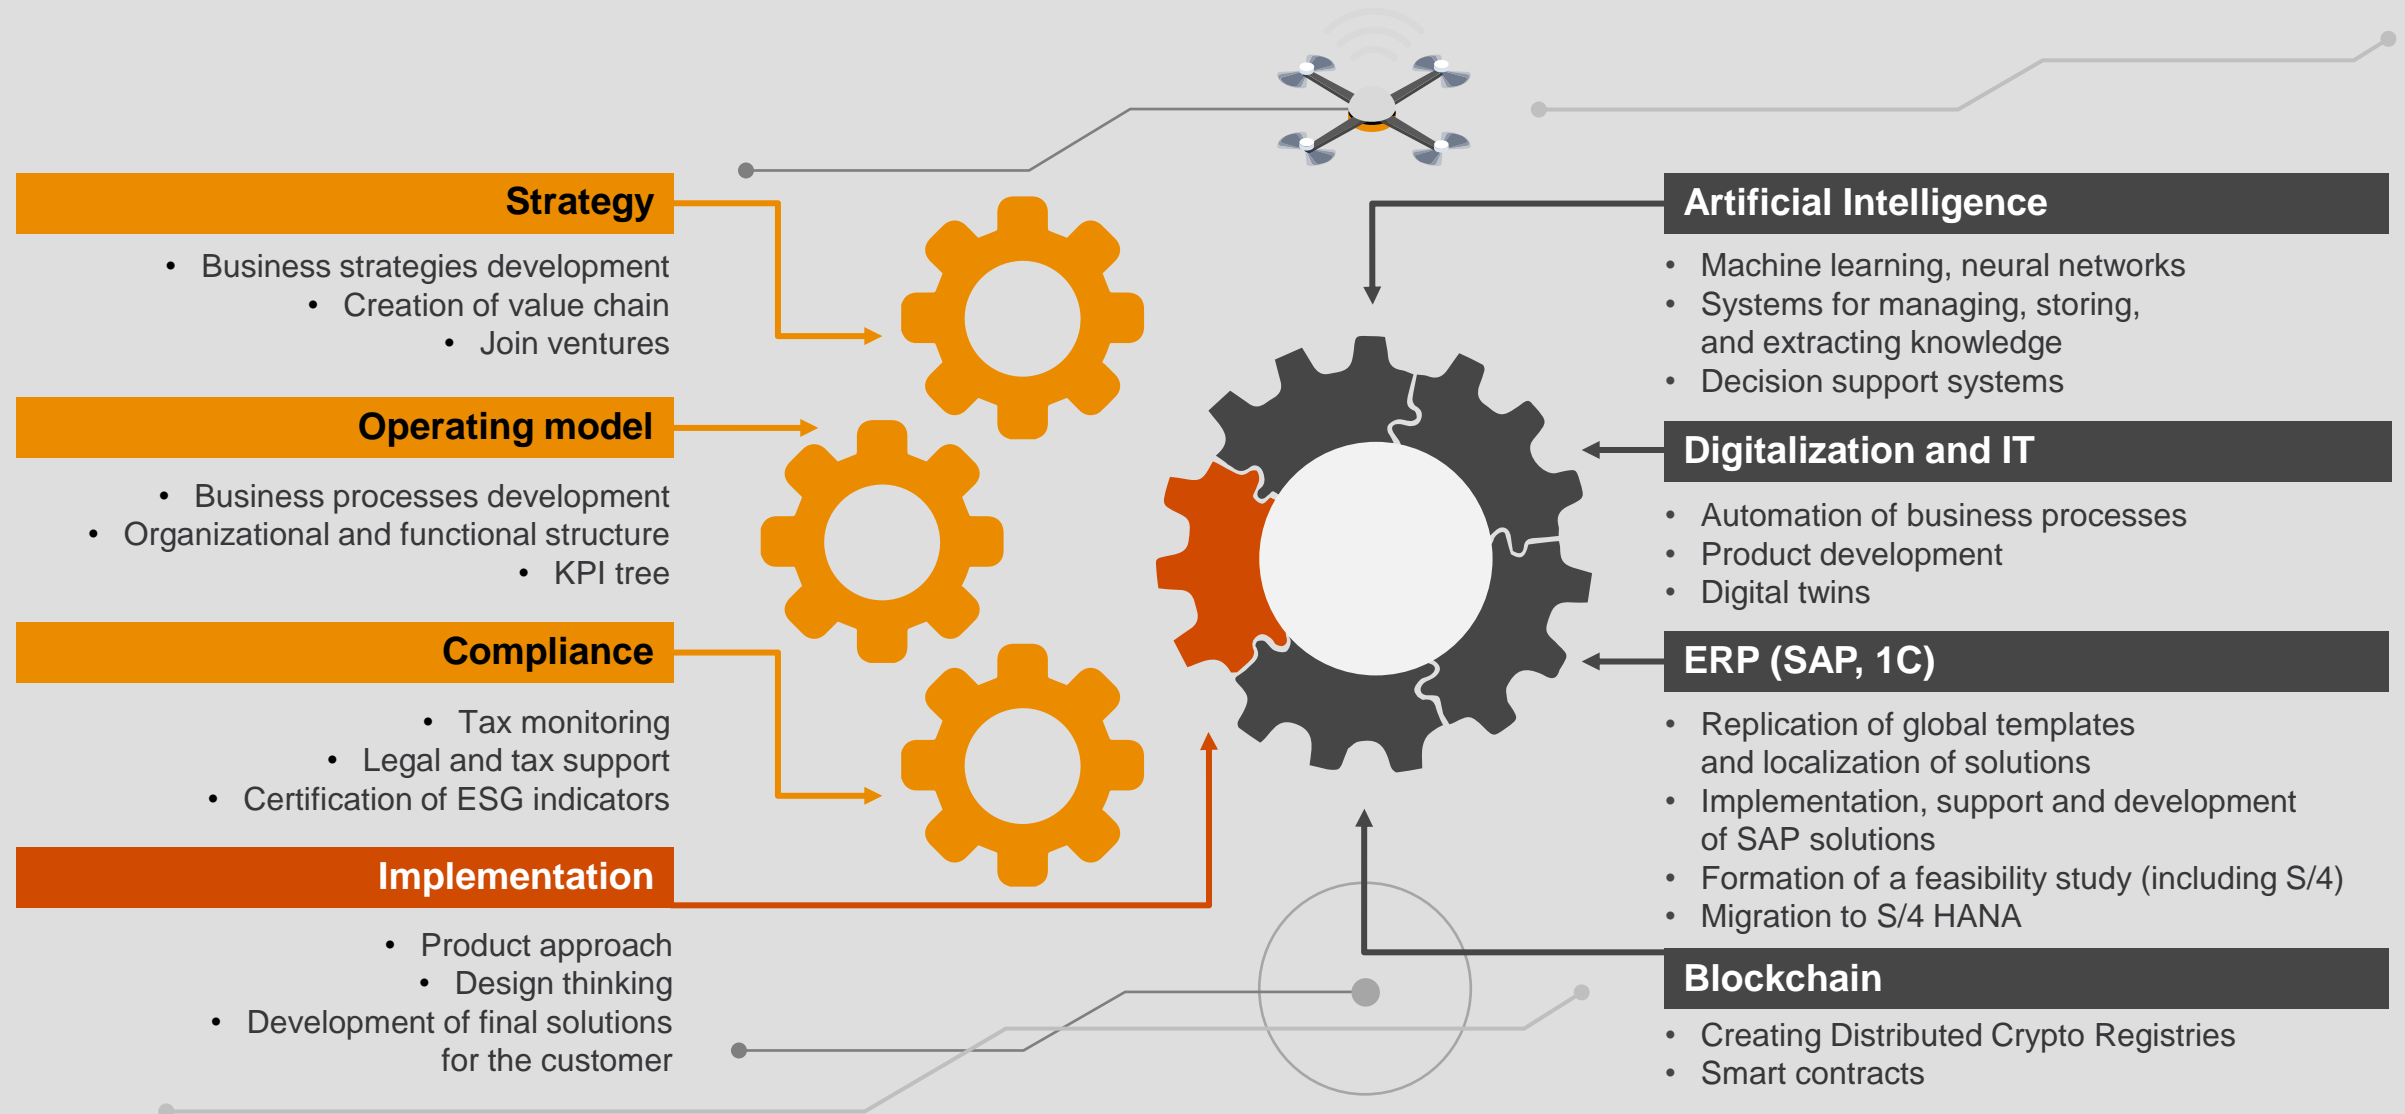 Strategy
• Business strategies development
• Creation of value chain
• Join ventures
Operating model
• Business processes development
• Organizational and functional structure
• KPI tree
Compliance
• Tax monitoring
• Legal and tax support
• Certification of ESG indicators
Implementation
• Product approach
• Design thinking
• Development of final solutions
for the customer
Artificial Intelligence
• Machine learning, neural networks
• Systems for managing, storing,
and extracting knowledge
• Decision support systems
Digitalization and IT
• Automation of business processes
• Product development
• Digital twins
ERP (SAP, 1C)
• Replication of global templates
and localization of solutions
• Implementation, support and development
of SAP solutions
• Formation of a feasibility study (including S/4)
• Migration to S/4 HANA
Blockchain
• Creating Distributed Crypto Registries
• Smart contracts